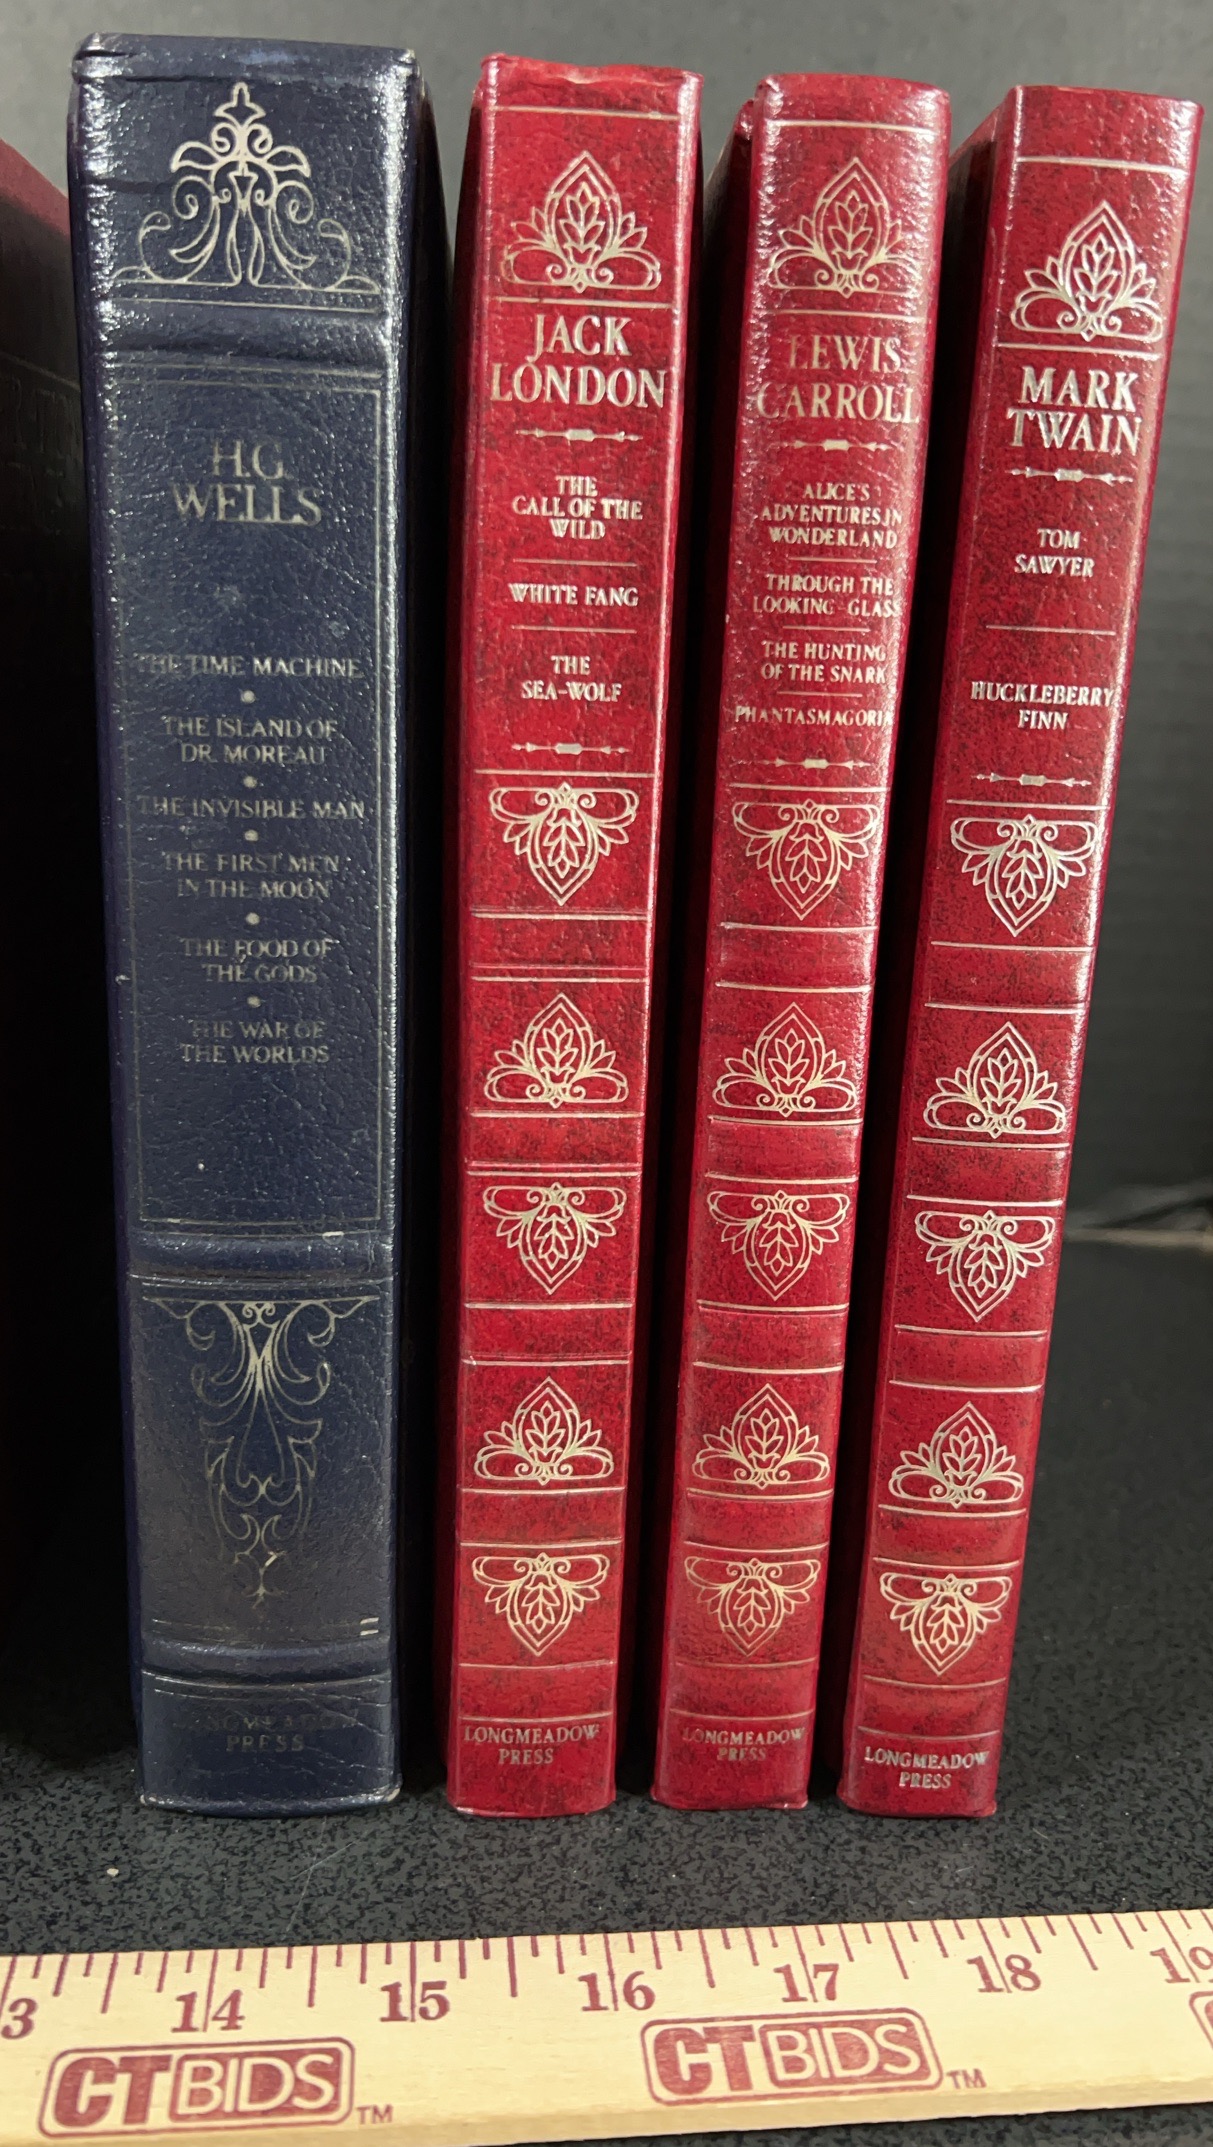 H.G.
WELLS
THE TIME MACHINE
THE ISLAND OF
DR. MOREAU
THE INVISIBLE MAN
THE FIRST MEN
IN THE MOON
THE FOOD OF
THE GODS
THE WAR OF
THE WORLDS
LONGMEADOW
PRESS
JACK
LONDON
THE
CALL OF THE
WILD
WHITE FANG
THE
SEA-WOLF
LONGMEADOW
PRESS
LEWIS
CARROLL
ALICE'S
ADVENTURES IN
WONDERLAND
THROUGH THE
LOOKING-GLASS
THE HUNTING
OF THE SNARK
PHANTASMAGORIA
LONGMEADOW
PRESS
MARK
TWAIN
TOM
SAWYER
HUCKLEBERRY
FINN
LONGMEADOW
PRESS
3 14 15 16 17 18 19
CTBIDS™ CTBIDS™